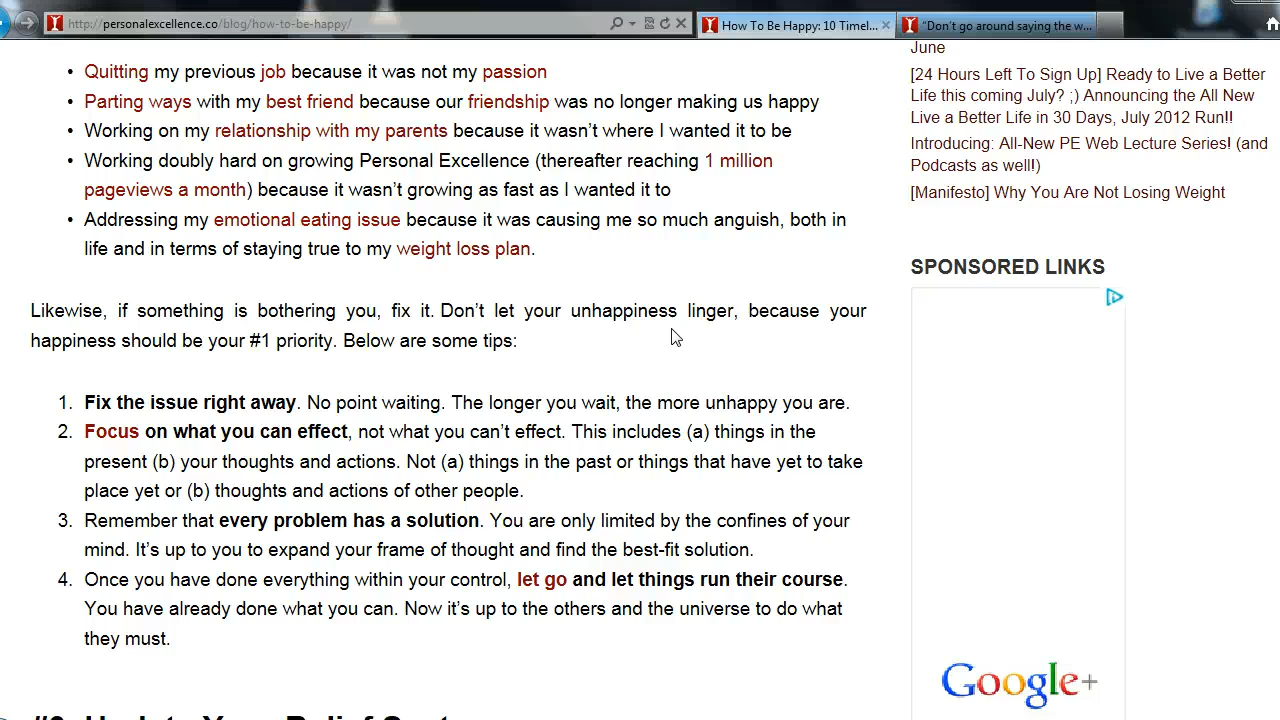 http://personalexcellence.co/blog/how-to-be-happy/
How To Be Happy: 10 Timel...
"Don't go around saying the w...
• Quitting my previous job because it was not my passion
• Parting ways with my best friend because our friendship was no longer making us happy
• Working on my relationship with my parents because it wasn't where I wanted it to be
• Working doubly hard on growing Personal Excellence (thereafter reaching 1 million
pageviews a month) because it wasn't growing as fast as I wanted it to
• Addressing my emotional eating issue because it was causing me so much anguish, both in
life and in terms of staying true to my weight loss plan.
Likewise, if something is bothering you, fix it. Don't let your unhappiness linger, because your
happiness should be your #1 priority. Below are some tips:
1. Fix the issue right away. No point waiting. The longer you wait, the more unhappy you are.
2. Focus on what you can effect, not what you can't effect. This includes (a) things in the
present (b) your thoughts and actions. Not (a) things in the past or things that have yet to take
place yet or (b) thoughts and actions of other people.
3. Remember that every problem has a solution. You are only limited by the confines of your
mind. It's up to you to expand your frame of thought and find the best-fit solution.
4. Once you have done everything within your control, let go and let things run their course.
You have already done what you can. Now it's up to the others and the universe to do what
they must.
June
[24 Hours Left To Sign Up] Ready to Live a Better
Life this coming July? ;) Announcing the All New
Live a Better Life in 30 Days, July 2012 Run!!
Introducing: All-New PE Web Lecture Series! (and
Podcasts as well!)
[Manifesto] Why You Are Not Losing Weight
SPONSORED LINKS
Google+